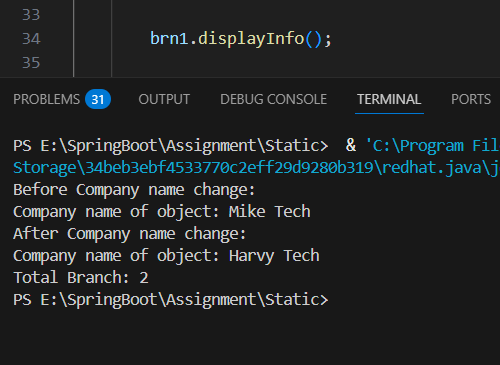 33
34 brn1.displayInfo();
35
PROBLEMS 31 OUTPUT DEBUG CONSOLE TERMINAL PORTS
PS E:\SpringBoot\Assignment\Static>  & 'C:\Program Fil
Storage\34beb3ebf4533770c2eff29d9280b319\redhat.java\j
Before Company name change:
Company name of object: Mike Tech
After Company name change:
Company name of object: Harvy Tech
Total Branch: 2
PS E:\SpringBoot\Assignment\Static>